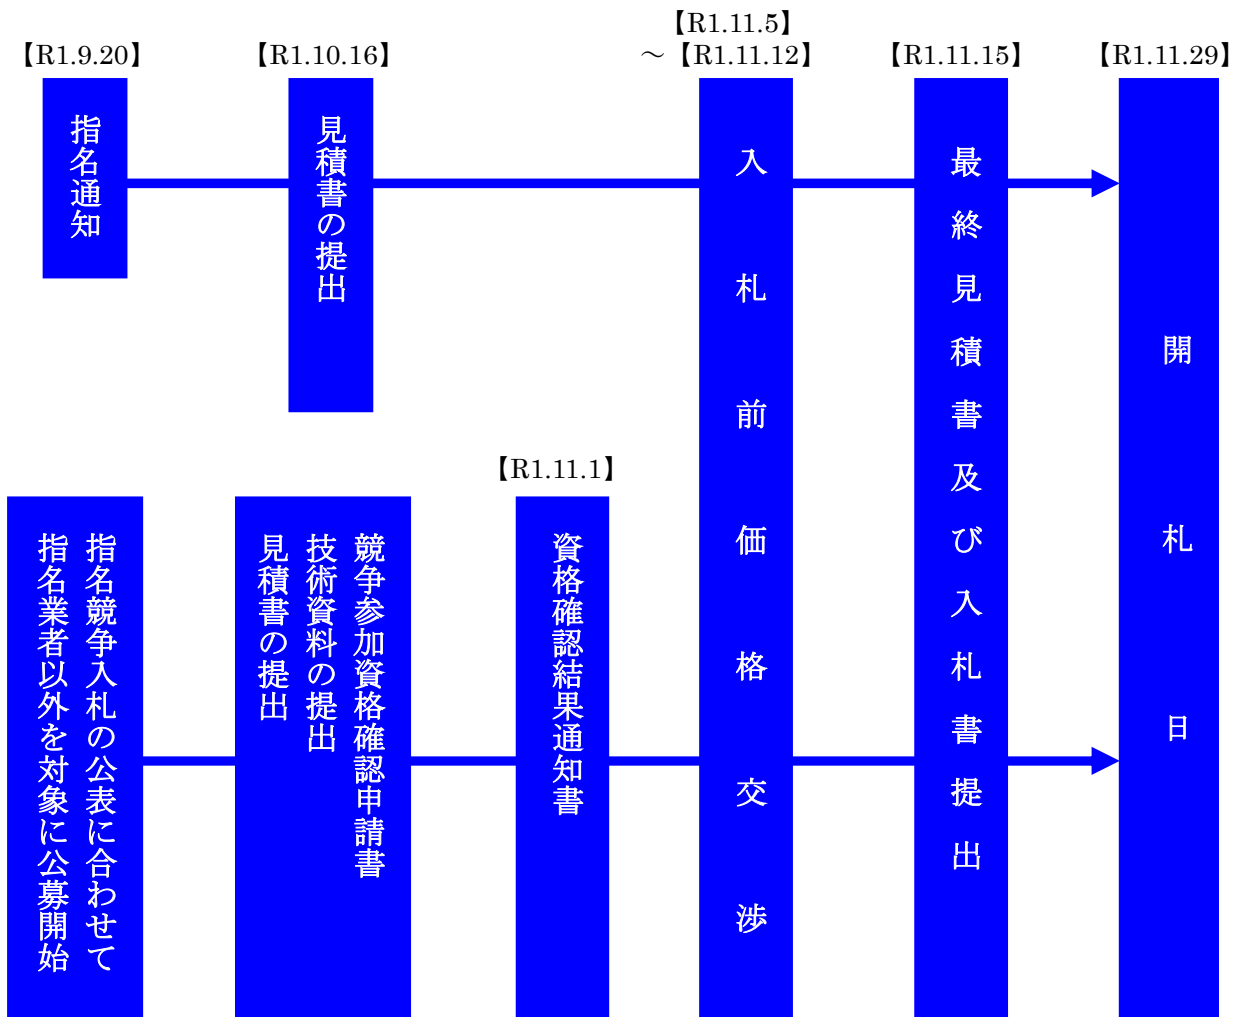 【R1.9.20】
【R1.10.16】
【R1.11.5】
～【R1.11.12】
【R1.11.15】
【R1.11.29】
指名通知
見積書の提出
入札前価格交渉
最終見積書及び入札書提出
開札日
【R1.11.1】
指名競争入札の公表に合わせて
指名業者以外を対象に公募開始
競争参加資格確認申請書
技術資料の提出
見積書の提出
資格確認結果通知書